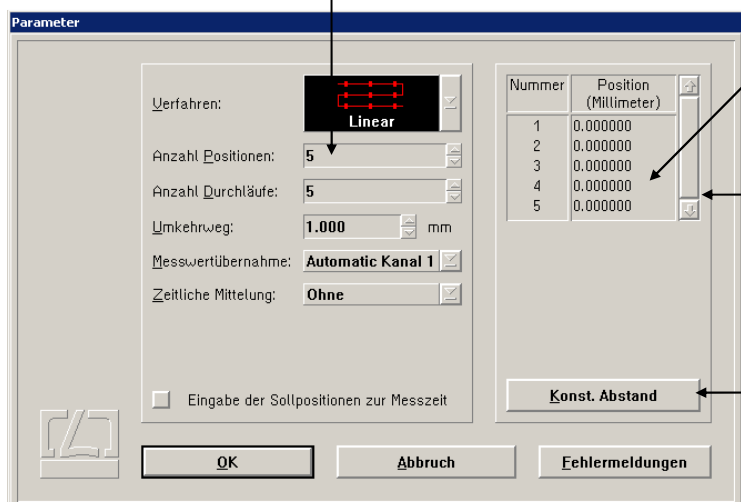 Parameter
Verfahren:
Linear
Anzahl Positionen:
5
Anzahl Durchläufe:
5
Umkehrweg:
1.000
mm
Messwertübernahme:
Automatic Kanal 1
Zeitliche Mittelung:
Ohne
Eingabe der Sollpositionen zur Messzeit
Nummer
Position
(Millimeter)
1 0.000000
2 0.000000
3 0.000000
4 0.000000
5 0.000000
Konst. Abstand
OK
Abbruch
Fehlermeldungen